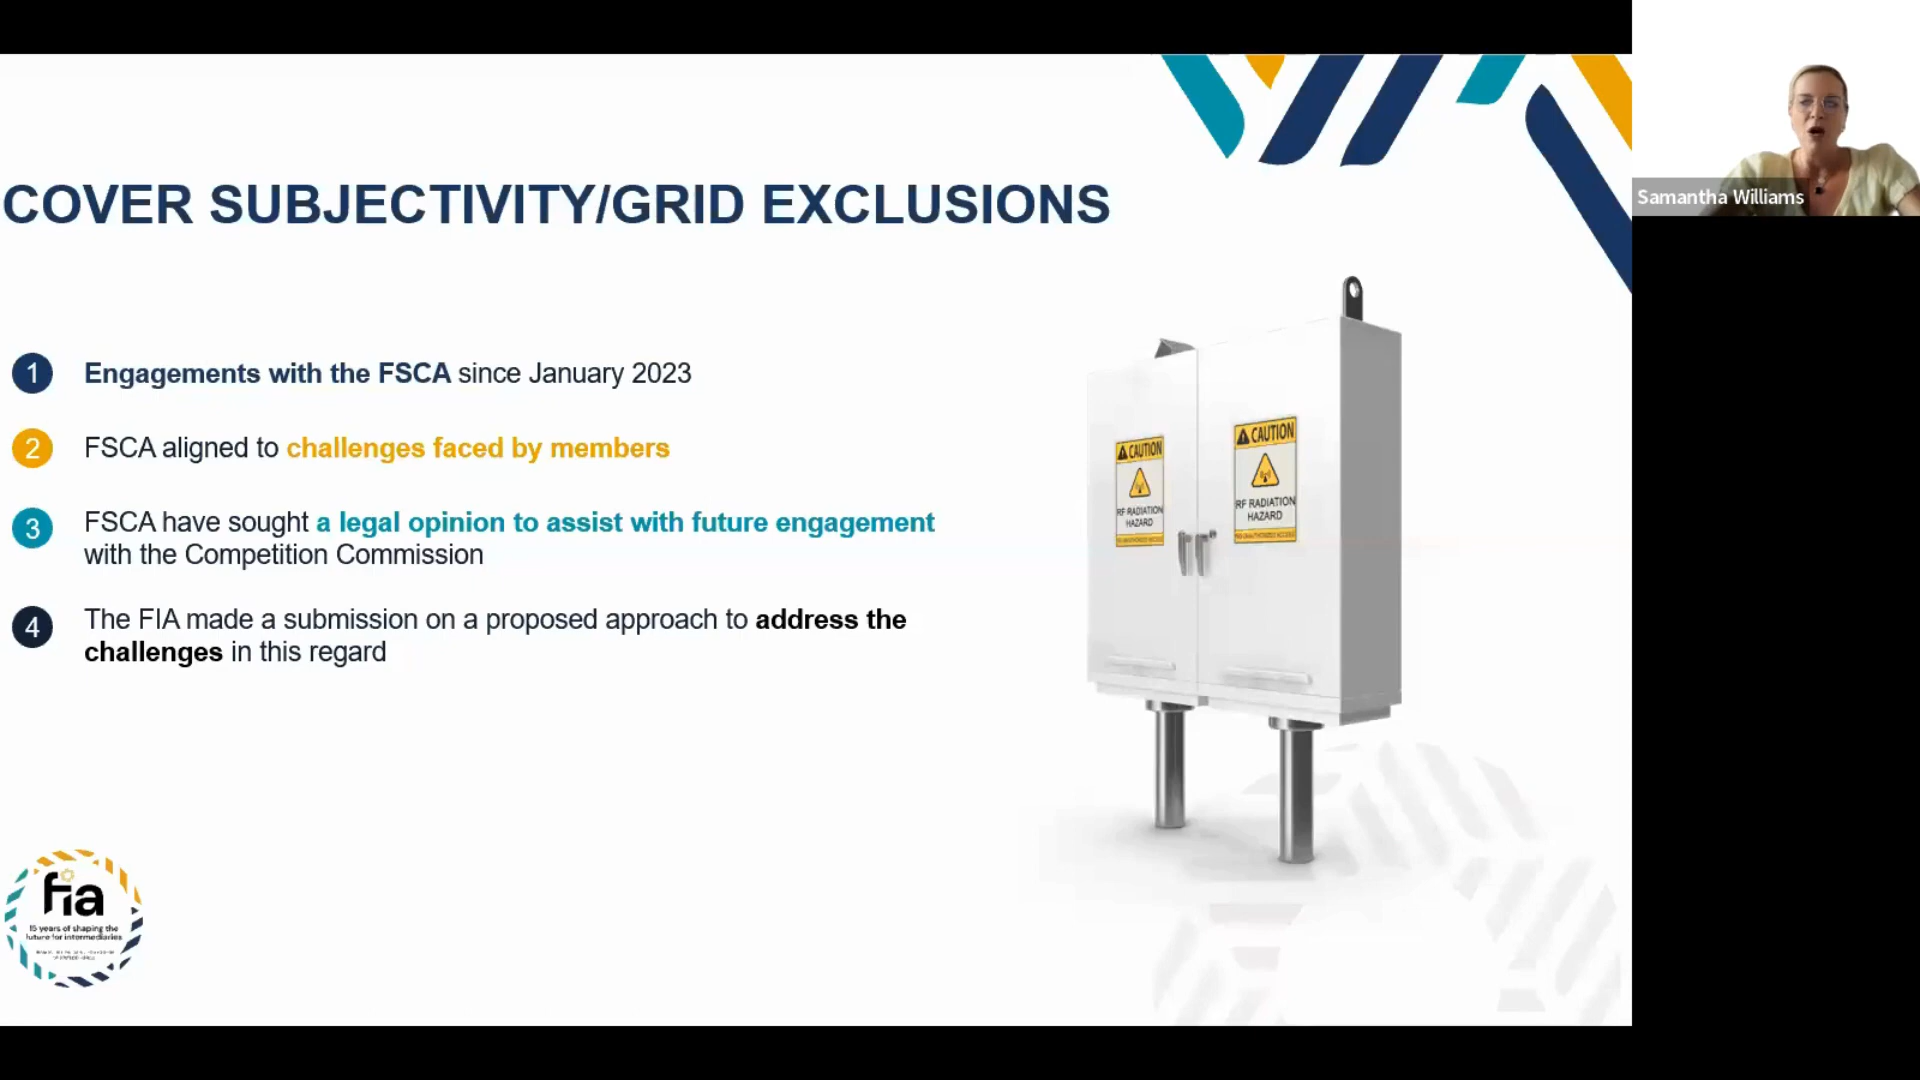 COVER SUBJECTIVITY/GRID EXCLUSIONS
Samantha Williams
1 Engagements with the FSCA since January 2023
2 FSCA aligned to challenges faced by members
3 FSCA have sought a legal opinion to assist with future engagement
with the Competition Commission
4 The FIA made a submission on a proposed approach to address the
challenges in this regard
CAUTION
RF RADIATION
HAZARD
CAUTION
RF RADIATION
HAZARD
fia
15 years of shaping the
future for intermediaries